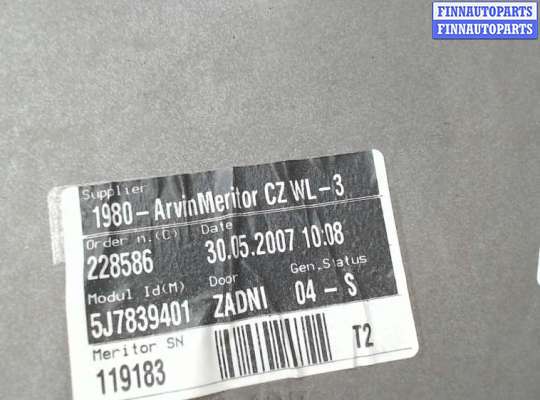 FINNAUTOPARTS
FINNAUTOPARTS
Supplier
1980-ArvinMeritor CZ WL-3
Order n.(C) Date
228586 30.05.2007 10:08
Modul Id(M) Door Gen.Status
5J7839401 ZADNI 04-S
Meritor SN
119183 T2